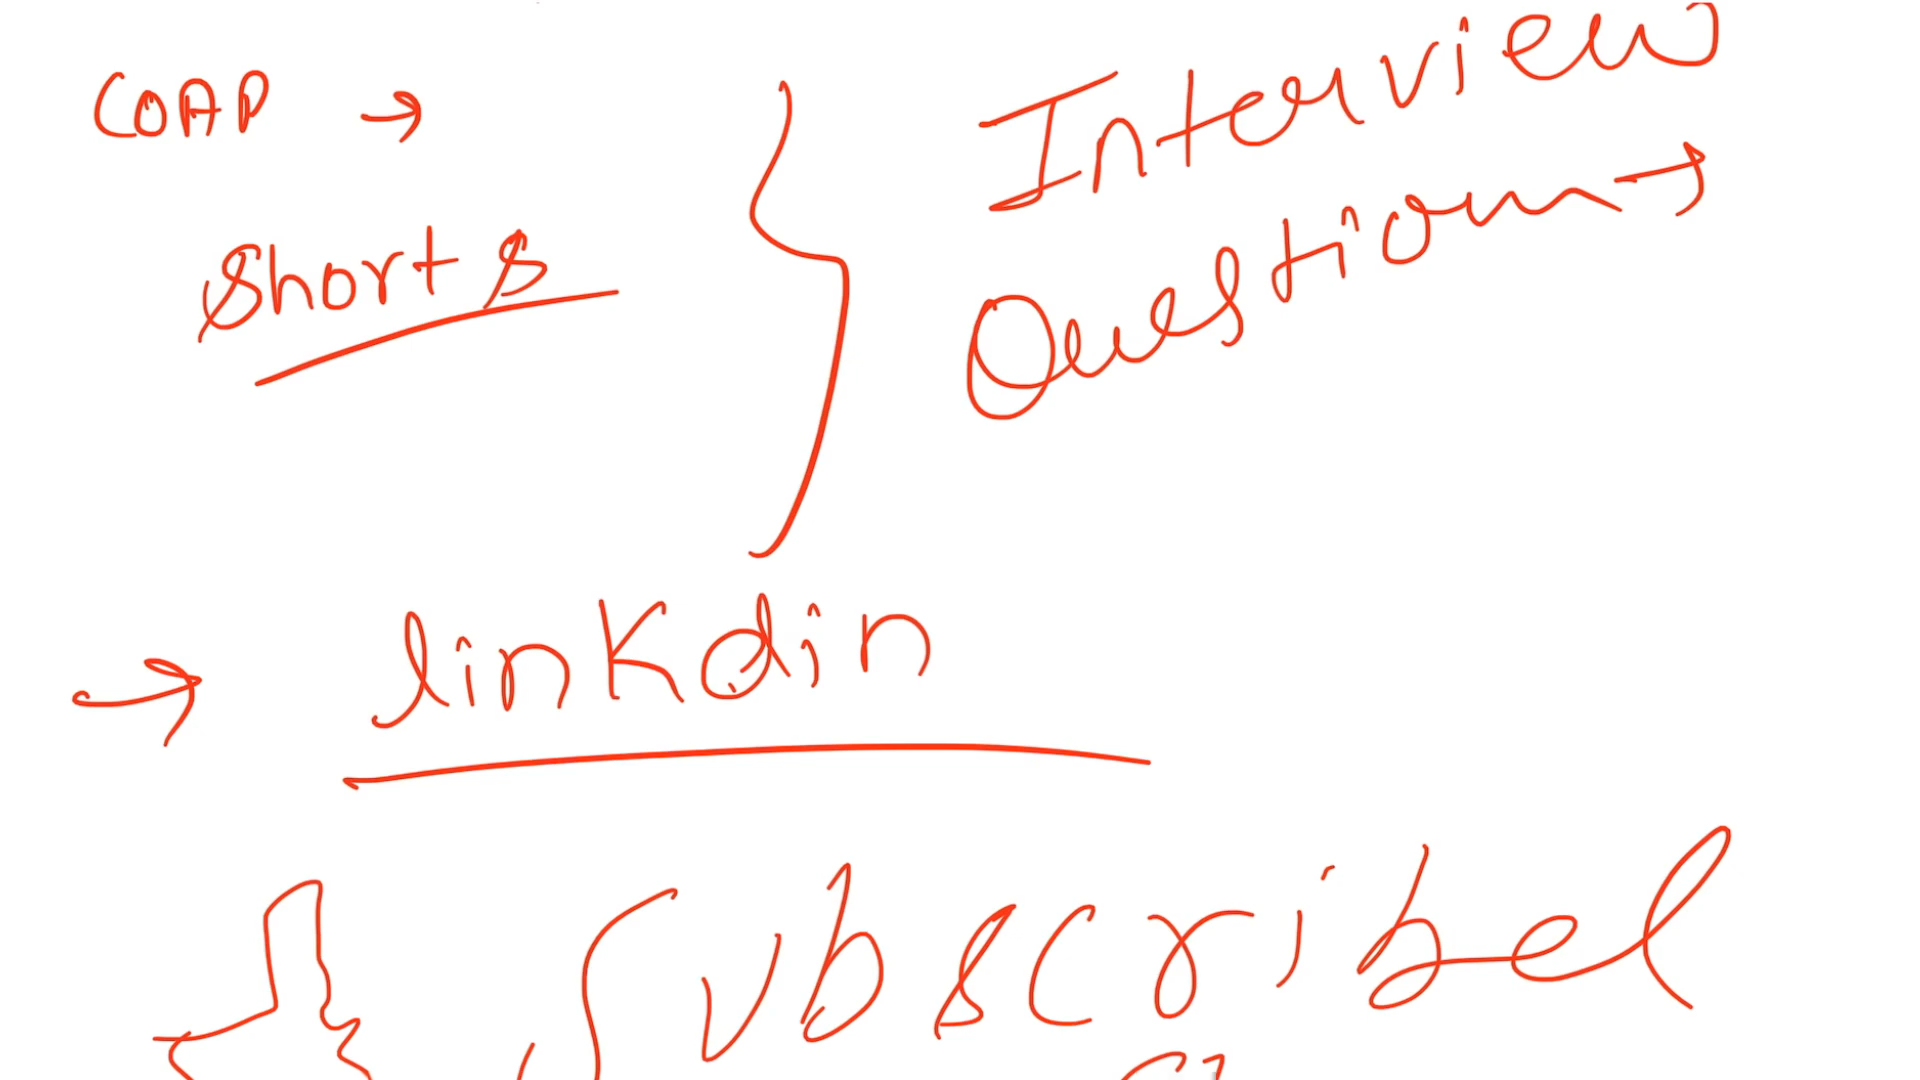 COAP →
Shorts
Interview
Question →
→ linkdin
Subscribe